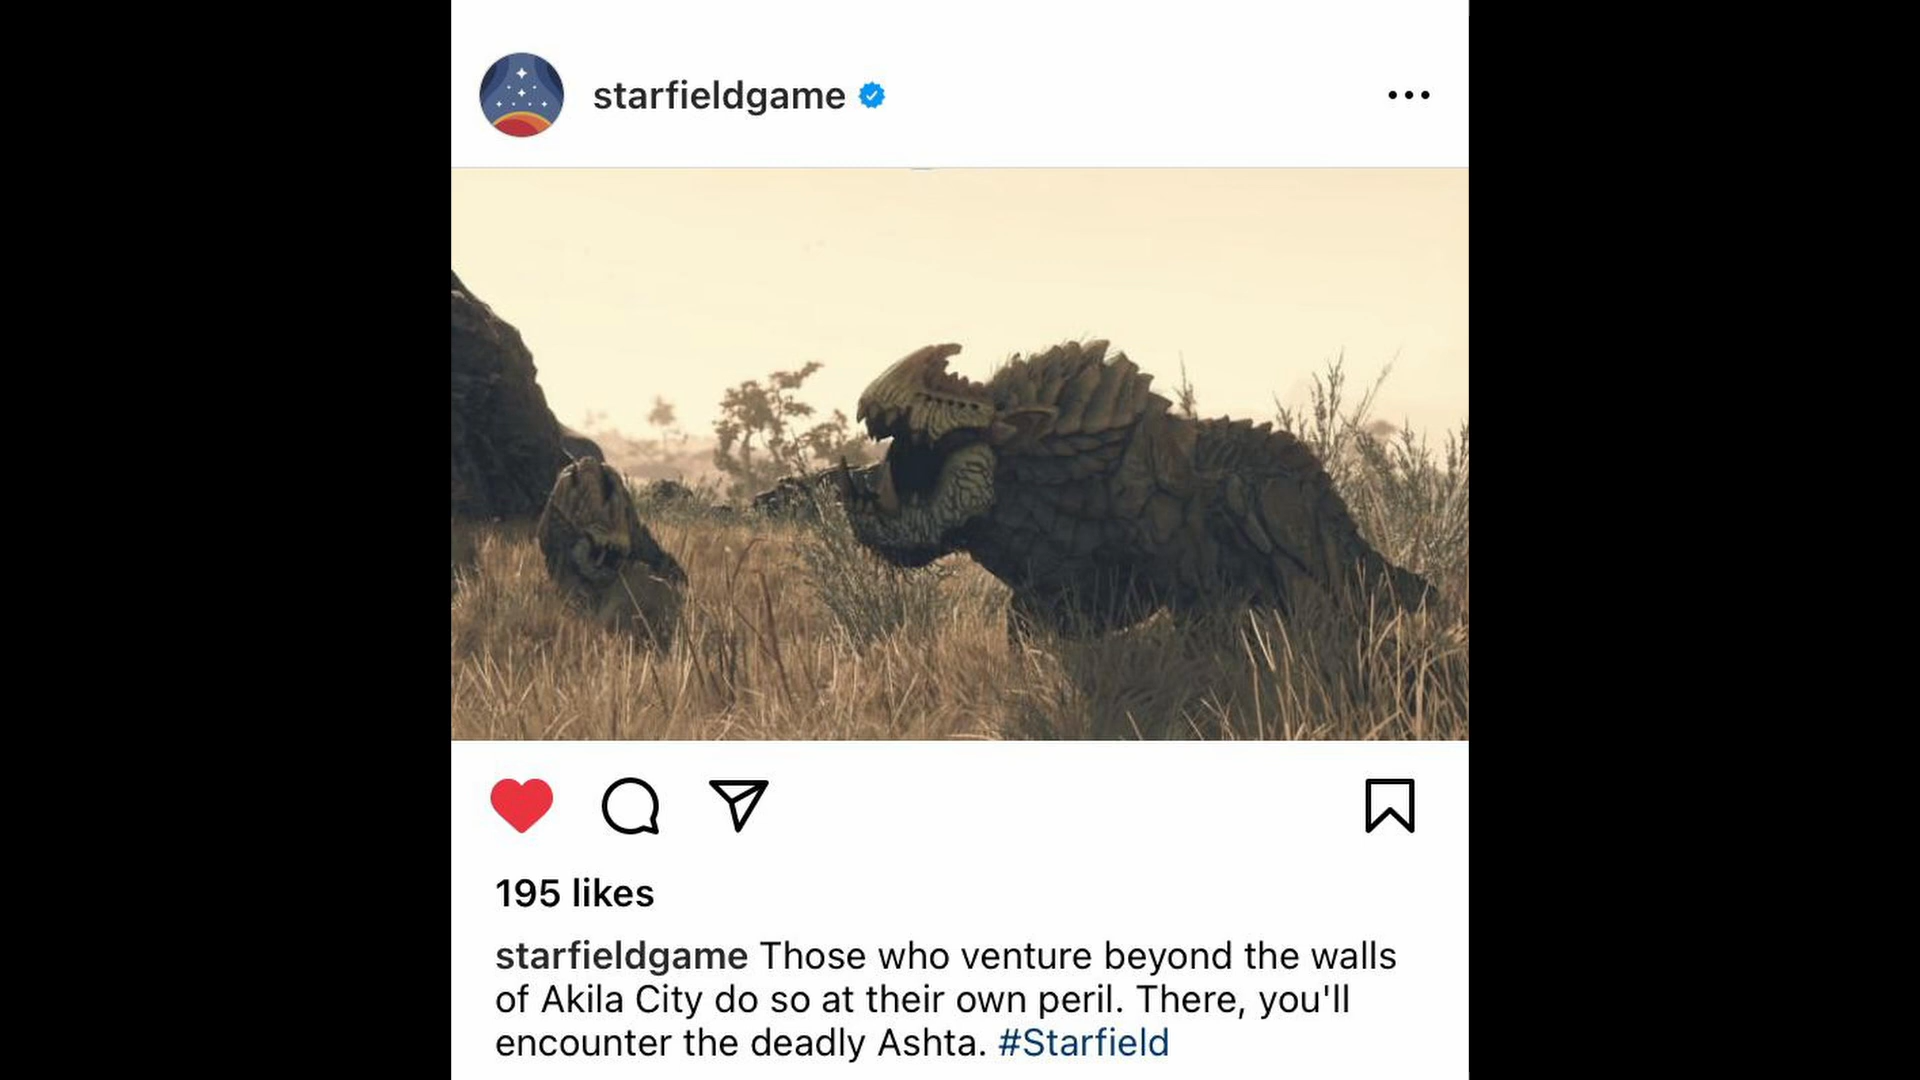 starfieldgame
195 likes
starfieldgame Those who venture beyond the walls
of Akila City do so at their own peril. There, you'll
encounter the deadly Ashta. #Starfield